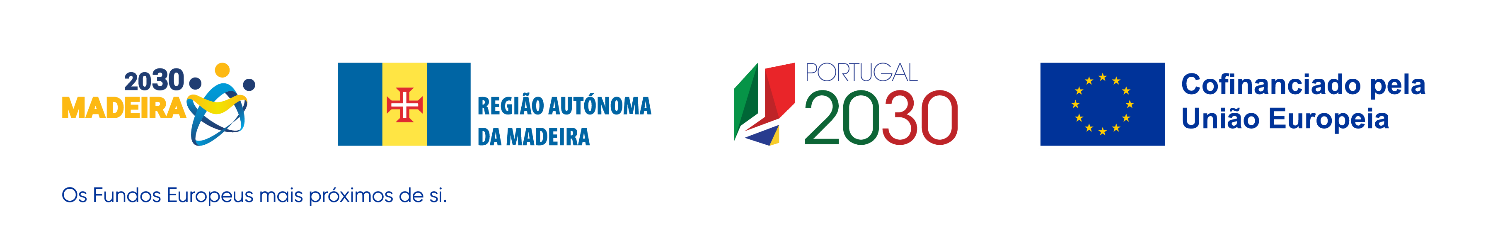 2030
MADEIRA
REGIÃO AUTÓNOMA
DA MADEIRA
PORTUGAL
2030
Cofinanciado pela
União Europeia
Os Fundos Europeus mais próximos de si.